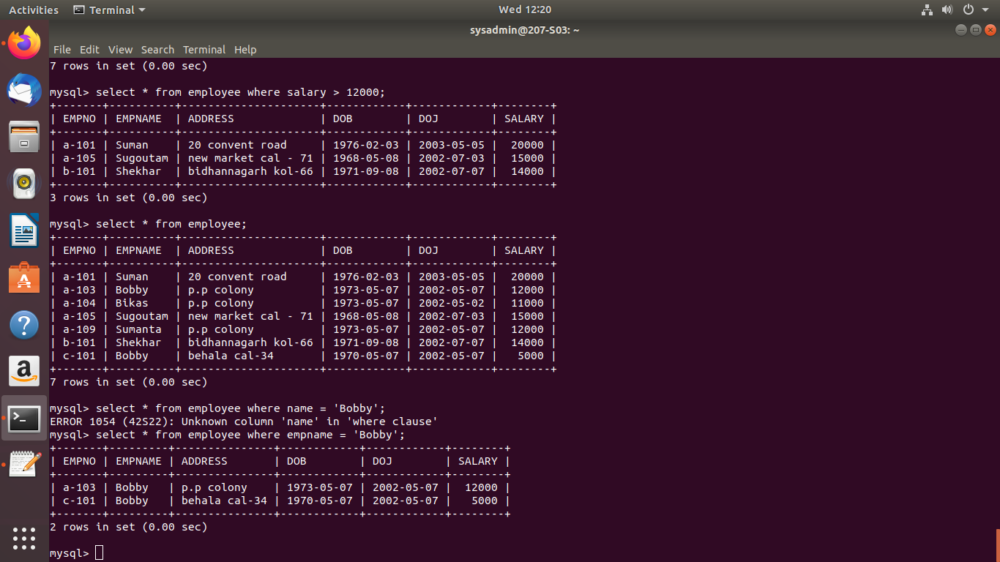 Activities Terminal Wed 12:20
sysadmin@207-S03: ~
File Edit View Search Terminal Help
7 rows in set (0.00 sec)
mysql> select * from employee where salary > 12000;
+-------+----------+---------------------+------------+------------+--------+
| EMPNO | EMPNAME  | ADDRESS             | DOB        | DOJ        | SALARY |
+-------+----------+---------------------+------------+------------+--------+
| a-101 | Suman    | 20 convent road     | 1976-02-03 | 2003-05-05 |  20000 |
| a-105 | Sugoutam | new market cal - 71 | 1968-05-08 | 2002-07-03 |  15000 |
| b-101 | Shekhar  | bidhannagarh kol-66 | 1971-09-08 | 2002-07-07 |  14000 |
+-------+----------+---------------------+------------+------------+--------+
3 rows in set (0.00 sec)
mysql> select * from employee;
+-------+----------+---------------------+------------+------------+--------+
| EMPNO | EMPNAME  | ADDRESS             | DOB        | DOJ        | SALARY |
+-------+----------+---------------------+------------+------------+--------+
| a-101 | Suman    | 20 convent road     | 1976-02-03 | 2003-05-05 |  20000 |
| a-103 | Bobby    | p.p colony          | 1973-05-07 | 2002-05-07 |  12000 |
| a-104 | Bikas    | p.p colony          | 1973-05-07 | 2002-05-02 |  11000 |
| a-105 | Sugoutam | new market cal - 71 | 1968-05-08 | 2002-07-03 |  15000 |
| a-109 | Sumanta  | p.p colony          | 1973-05-07 | 2002-05-07 |  12000 |
| b-101 | Shekhar  | bidhannagarh kol-66 | 1971-09-08 | 2002-07-07 |  14000 |
| c-101 | Bobby    | behala cal-34       | 1970-05-07 | 2002-05-07 |   5000 |
+-------+----------+---------------------+------------+------------+--------+
7 rows in set (0.00 sec)
mysql> select * from employee where name = 'Bobby';
ERROR 1054 (42S22): Unknown column 'name' in 'where clause'
mysql> select * from employee where empname = 'Bobby';
+-------+---------+---------------+------------+------------+--------+
| EMPNO | EMPNAME | ADDRESS       | DOB        | DOJ        | SALARY |
+-------+---------+---------------+------------+------------+--------+
| a-103 | Bobby   | p.p colony    | 1973-05-07 | 2002-05-07 |  12000 |
| c-101 | Bobby   | behala cal-34 | 1970-05-07 | 2002-05-07 |   5000 |
+-------+---------+---------------+------------+------------+--------+
2 rows in set (0.00 sec)
mysql>